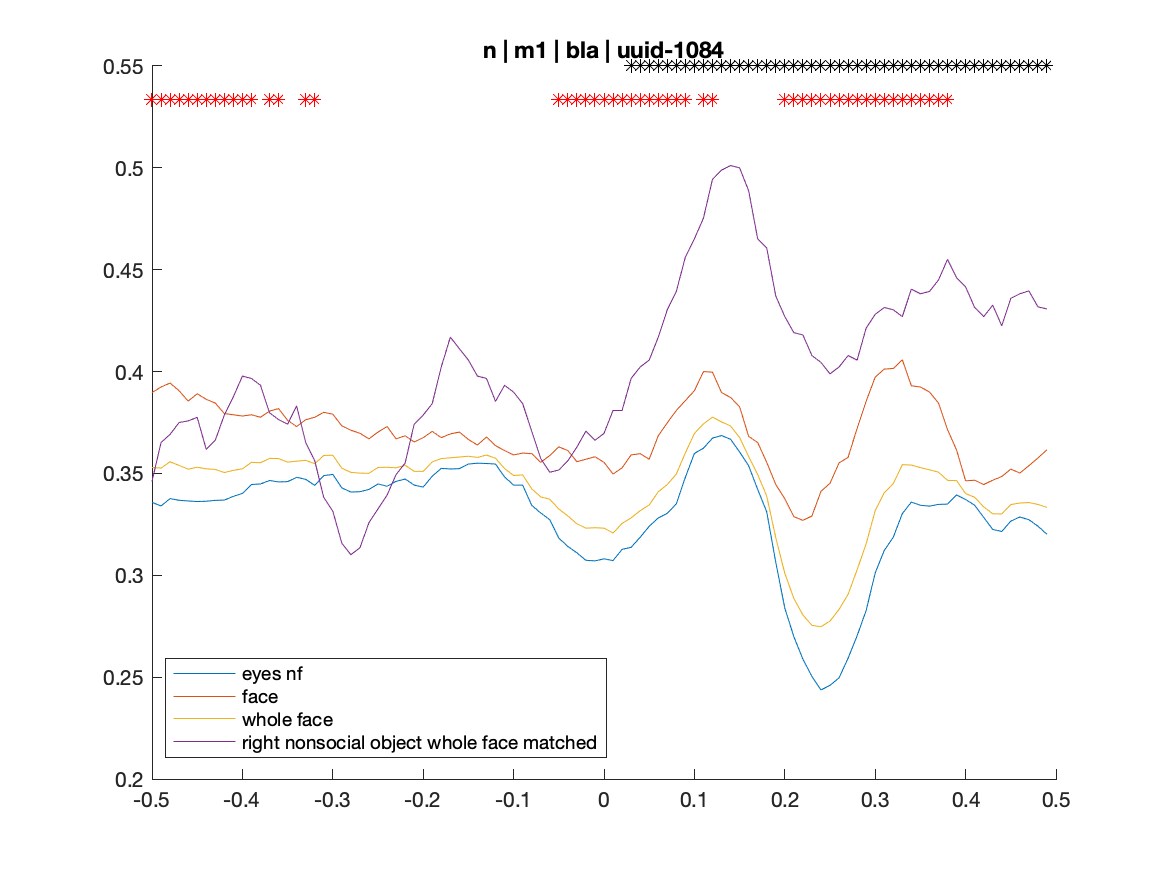 n | m1 | bla | uuid-1084
0.55
0.5
0.45
0.4
0.35
0.3
0.25
0.2
eyes nf
face
whole face
right nonsocial object whole face matched
-0.5 -0.4 -0.3 -0.2 -0.1 0 0.1 0.2 0.3 0.4 0.5